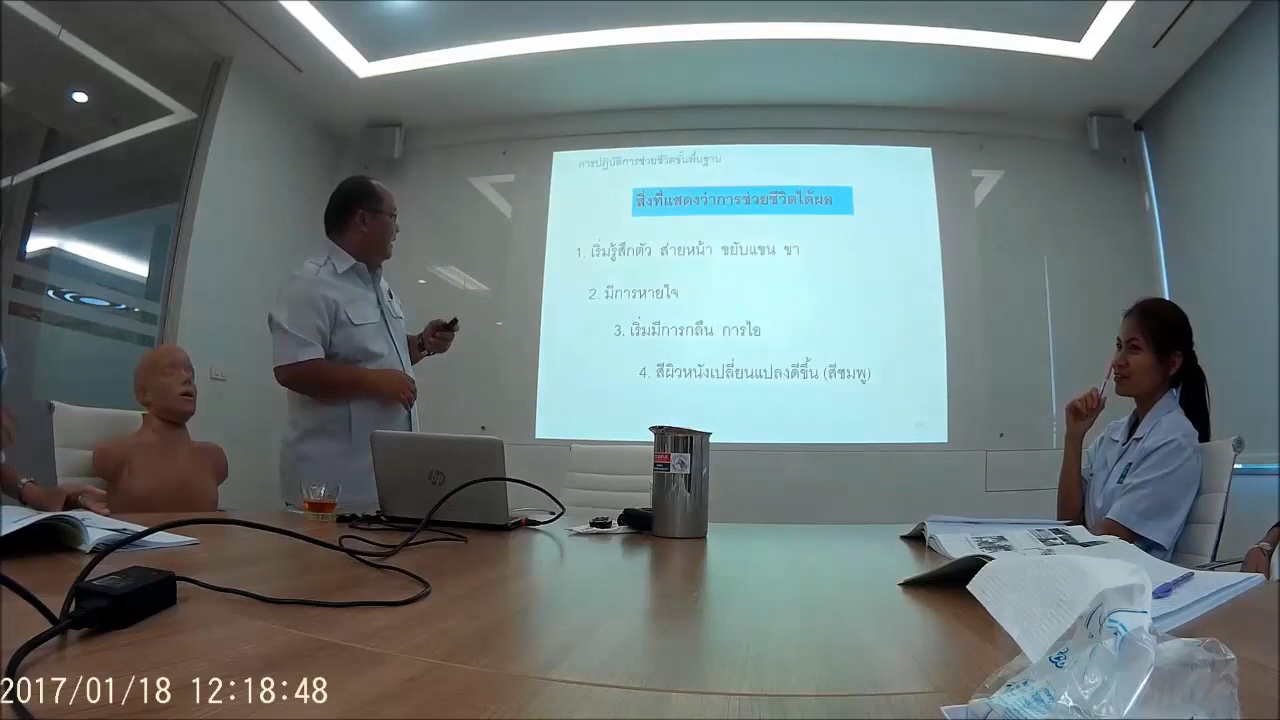 การปฏิบัติการช่วยชีวิตขั้นพื้นฐาน
สิ่งที่แสดงว่าการช่วยชีวิตได้ผล
1. เริ่มรู้สึกตัว ส่ายหน้า ขยับแขน ขา
2. มีการหายใจ
3. เริ่มมีการกลืน การไอ
4. สีผิวหนังเปลี่ยนแปลงดีขึ้น (สีชมพู)
hp
2017/01/18 12:18:48